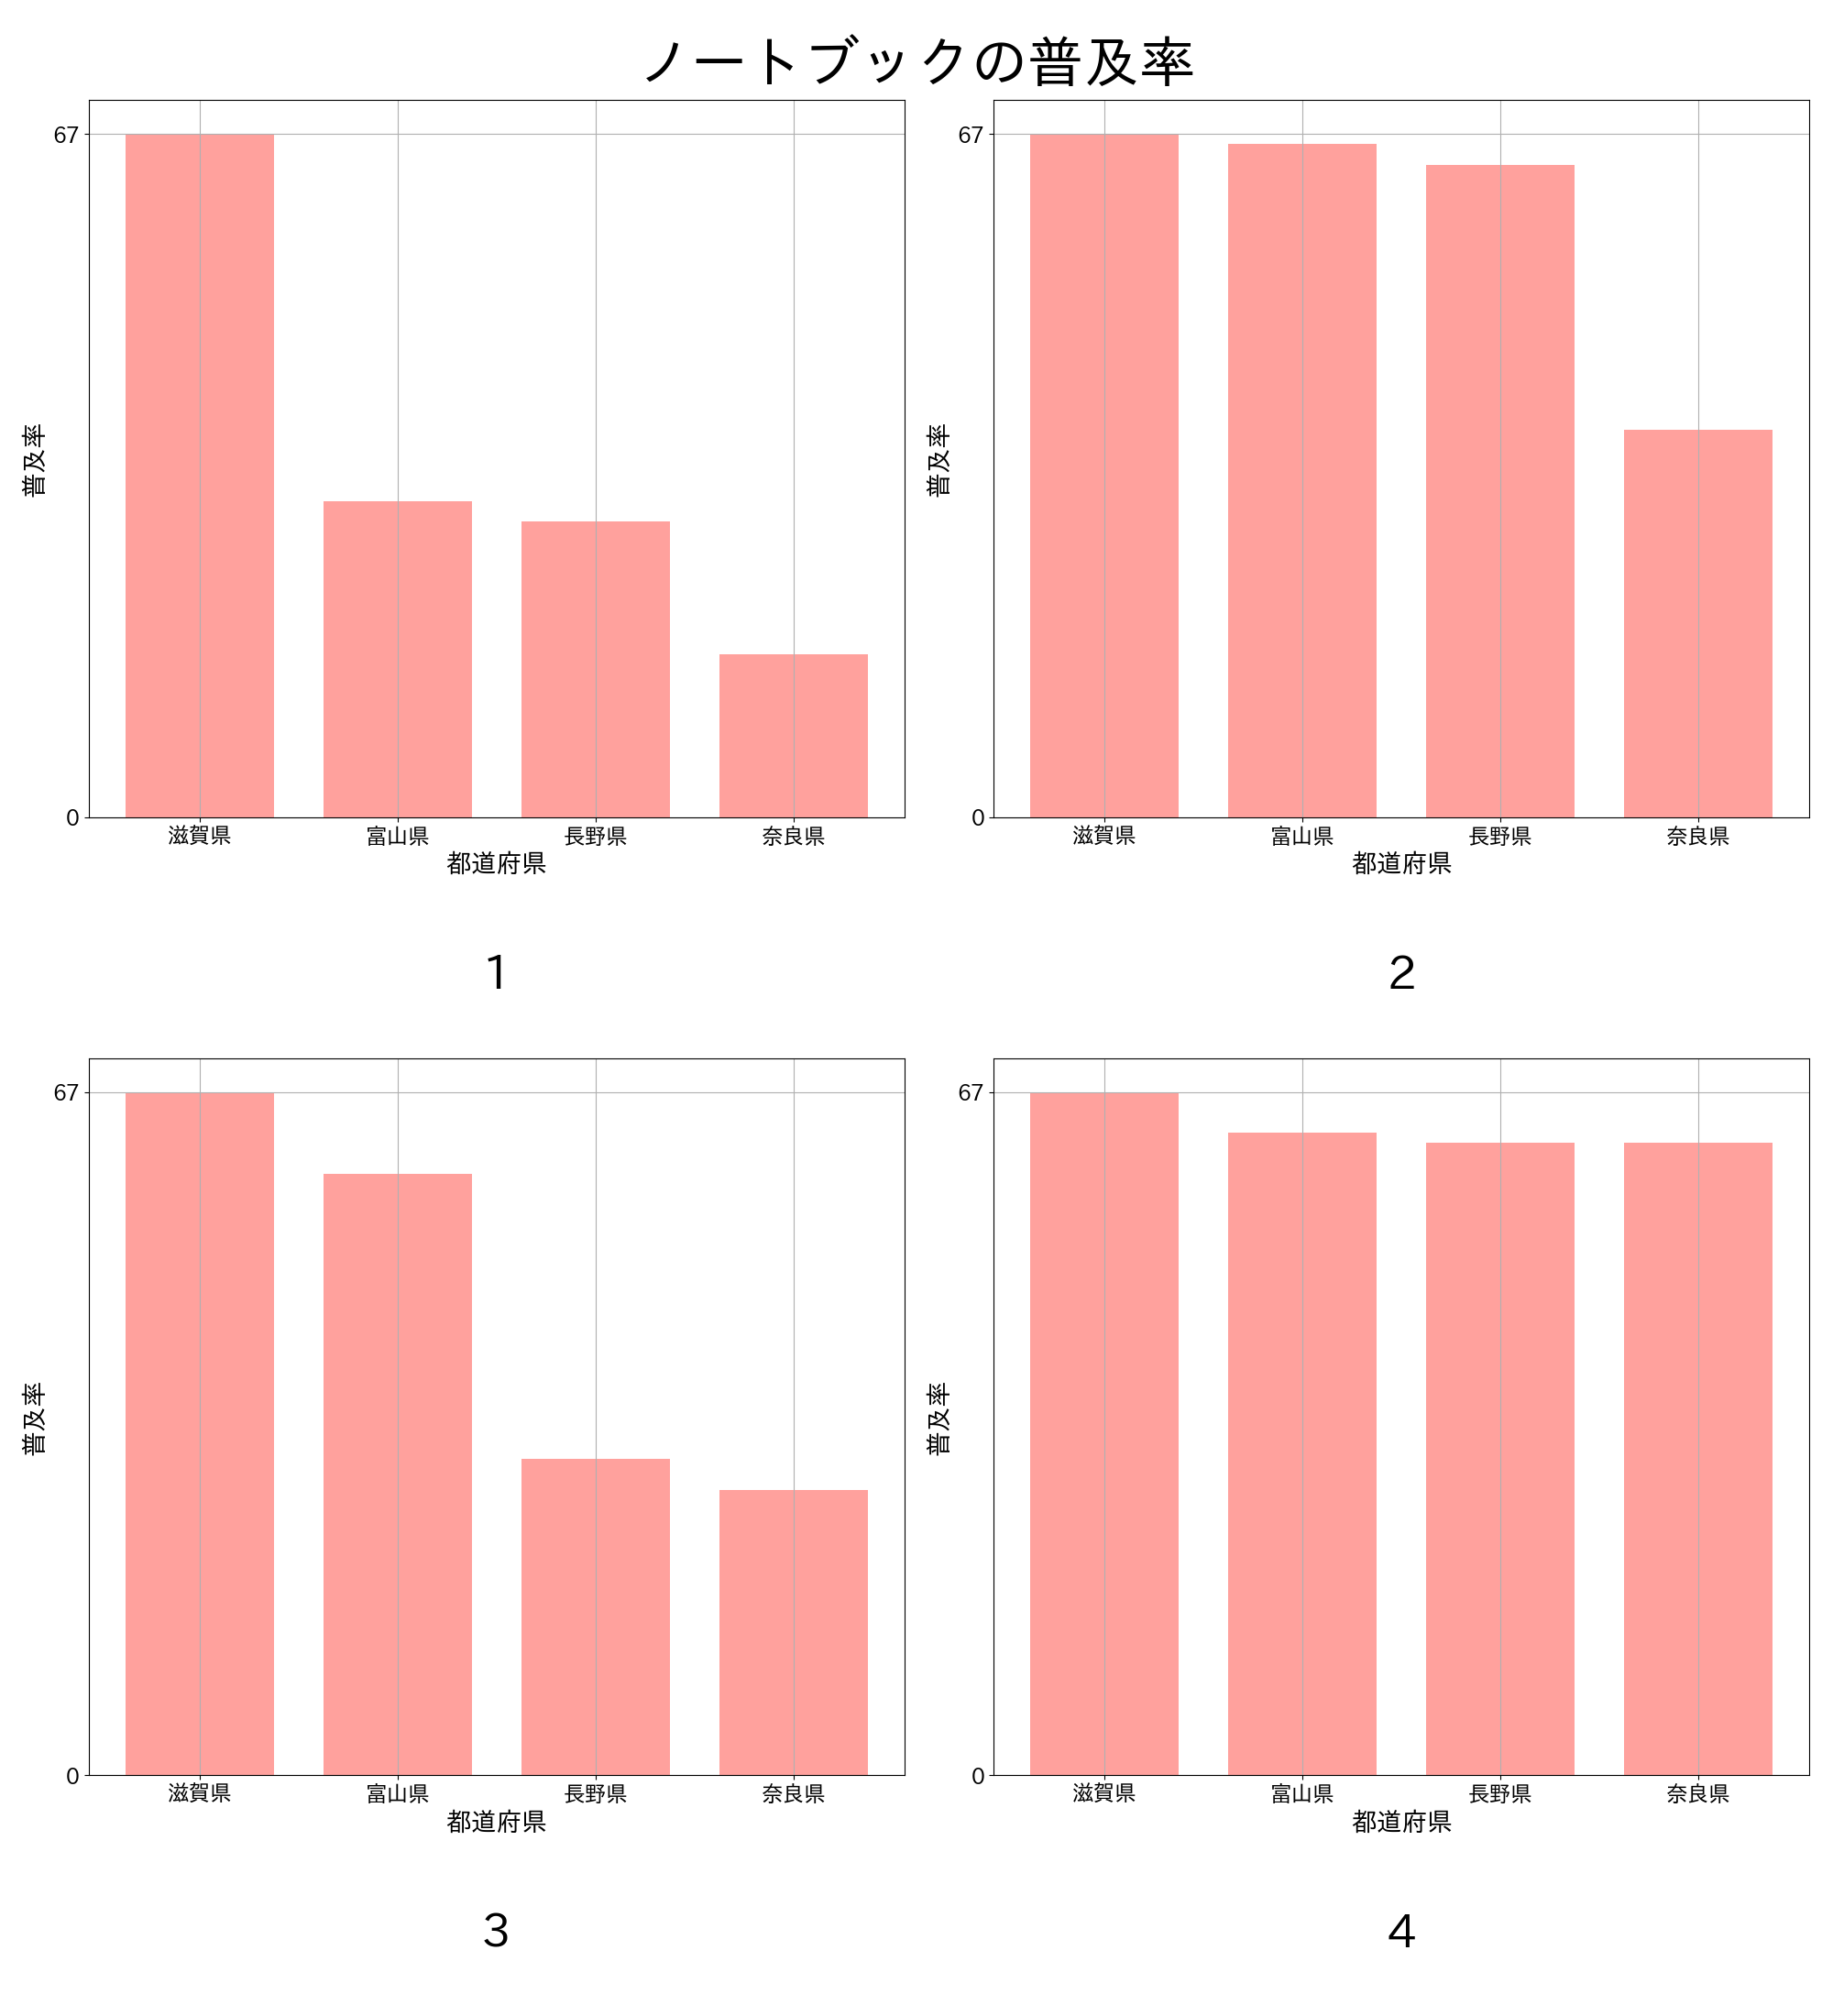 ノートブックの普及率
67
0
普及率
滋賀県 富山県 長野県 奈良県
都道府県
1
67
0
普及率
滋賀県 富山県 長野県 奈良県
都道府県
2
67
0
普及率
滋賀県 富山県 長野県 奈良県
都道府県
3
67
0
普及率
滋賀県 富山県 長野県 奈良県
都道府県
4